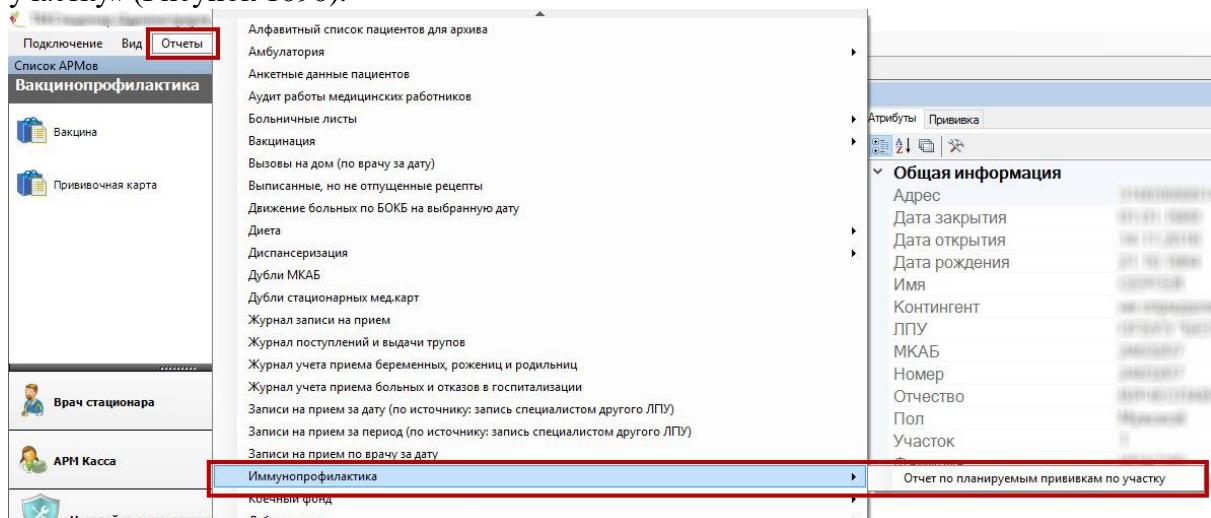 Подключение Вид Отчеты
Список АРМов
Вакцинопрофилактика
Вакцина
Прививочная карта
Врач стационара
АРМ Касса
Алфавитный список пациентов для архива
Амбулатория
Анкетные данные пациентов
Аудит работы медицинских работников
Больничные листы
Вакцинация
Вызовы на дом (по врачу за дату)
Выписанные, но не отпущенные рецепты
Движение больных по БОКБ на выбранную дату
Диета
Диспансеризация
Дубли МКАБ
Дубли стационарных мед.карт
Журнал записи на прием
Журнал поступлений и выдачи трупов
Журнал учета приема беременных, рожениц и родильниц
Журнал учета приема больных и отказов в госпитализации
Записи на прием за дату (по источнику: запись специалистом другого ЛПУ)
Записи на прием за период (по источнику: запись специалистом другого ЛПУ)
Записи на прием по врачу за дату
Иммунопрофилактика
Коечный фонд
Отчет по планируемым прививкам по участку
Атрибуты Прививка
Общая информация
Адрес
Дата закрытия
Дата открытия
Дата рождения
Имя
Контингент
ЛПУ
МКАБ
Номер
Отчество
Пол
Участок